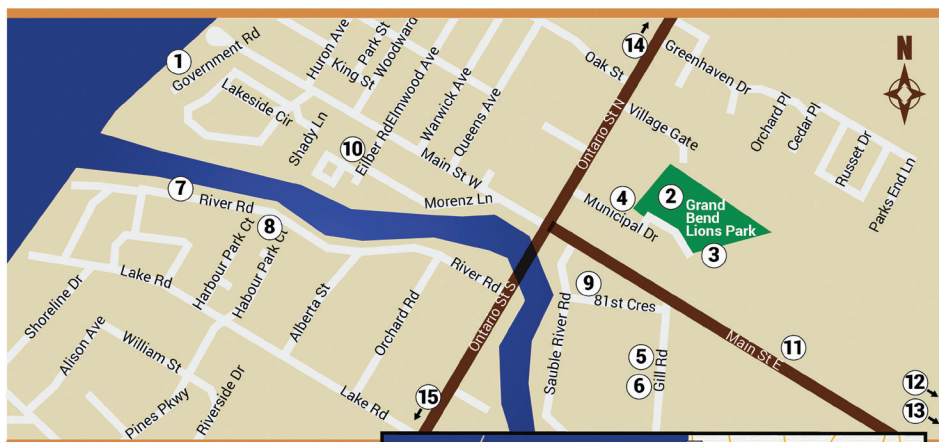 14
N
1
Government Rd
Huron Ave
Park St
King St
Woodward
Elmwood Ave
Oak St
Greenhaven Dr
Lakeside Cir
Shady Ln
10
Eilber Rd
Warwick Ave
Queens Ave
Ontario St N
Village Gate
Orchard Pl
Cedar Pl
Russet Dr
Parks End Ln
Main St W
Morenz Ln
7
River Rd
8
4
2
Municipal Dr
Grand
Bend
Lions Park
3
Shoreline Dr
Lake Rd
Harbour Park Ct
Habour Park Ct
Alberta St
River Rd
Orchard Rd
Ontario St S
9
81st Cres
Sauble River Rd
Alison Ave
William St
5
6
Gill Rd
Main St E
11
Pines Pkwy
Riverside Dr
Lake Rd
15
12
13